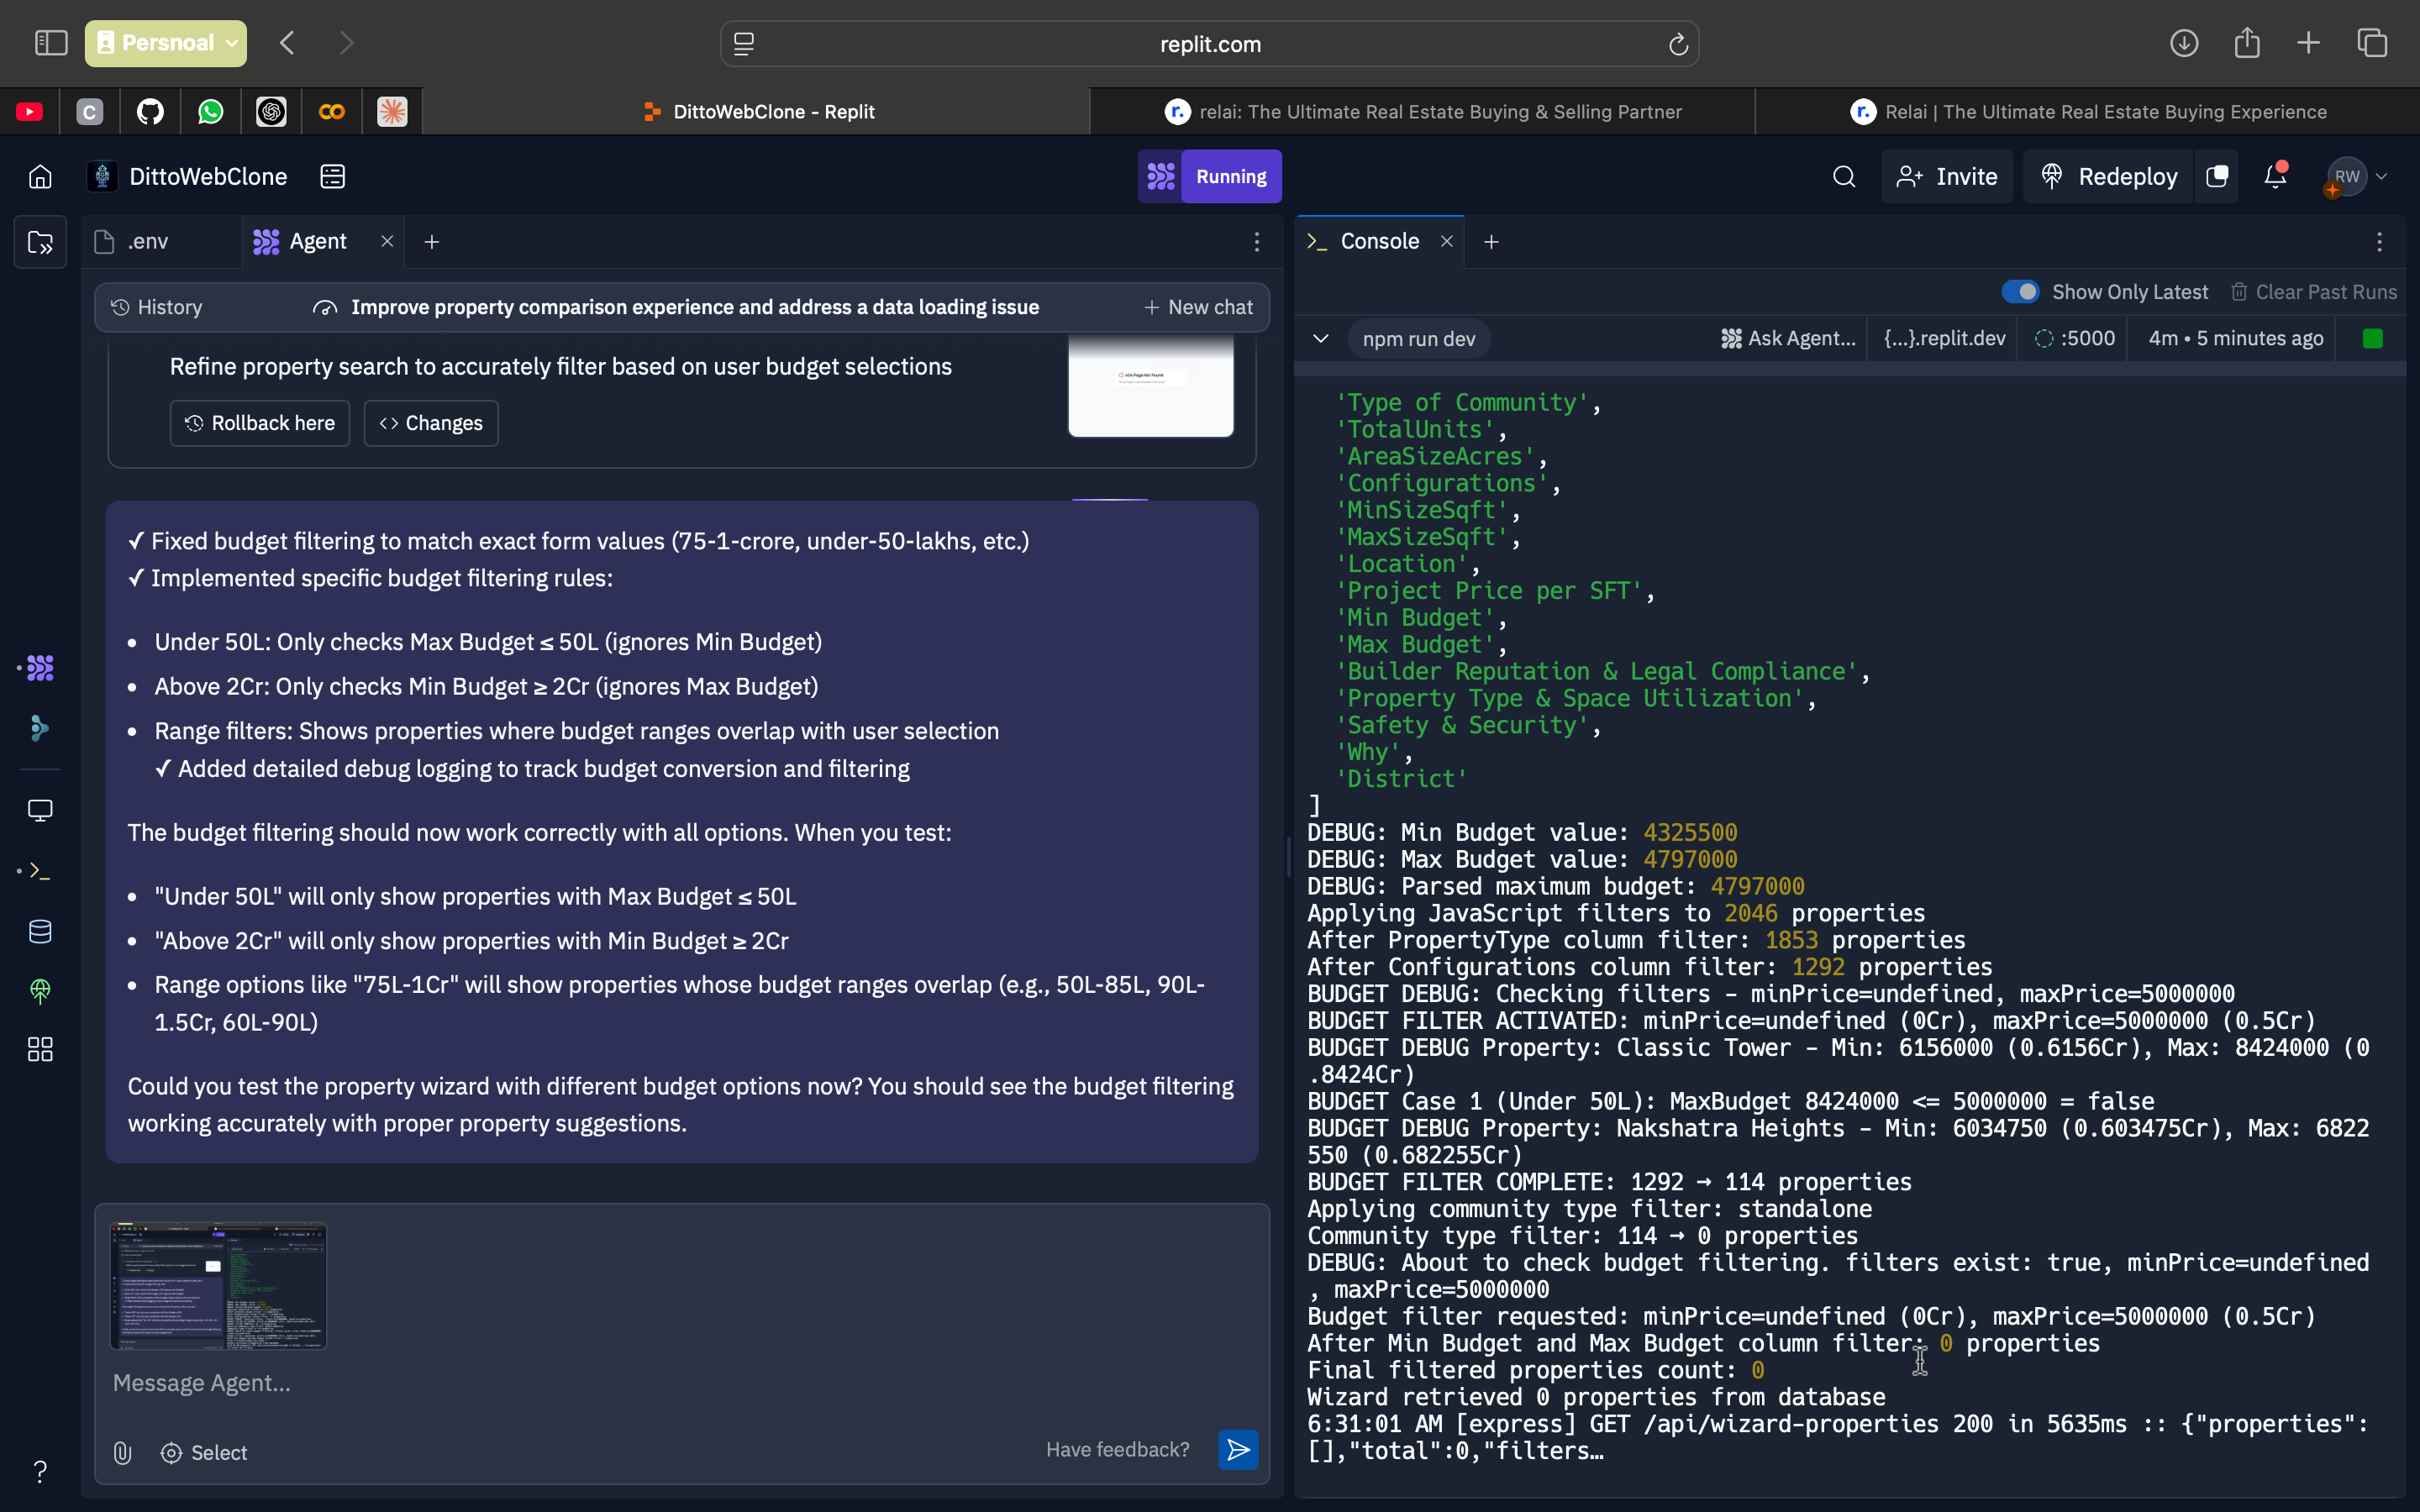 Persnoal
replit.com
C
DittoWebClone - Replit
r. relai: The Ultimate Real Estate Buying & Selling Partner
r. Relai | The Ultimate Real Estate Buying Experience
DittoWebClone
Running
Invite
Redeploy
RW
.env
Agent
Console
Show Only Latest
Clear Past Runs
History
Improve property comparison experience and address a data loading issue
New chat
npm run dev
Ask Agent...
{...}.replit.dev
:5000
4m • 5 minutes ago
Refine property search to accurately filter based on user budget selections
404 Page Not Found
Rollback here
<> Changes
✓ Fixed budget filtering to match exact form values (75-1-crore, under-50-lakhs, etc.)
✓ Implemented specific budget filtering rules:
• Under 50L: Only checks Max Budget ≤ 50L (ignores Min Budget)
• Above 2Cr: Only checks Min Budget ≥ 2Cr (ignores Max Budget)
• Range filters: Shows properties where budget ranges overlap with user selection
✓ Added detailed debug logging to track budget conversion and filtering
The budget filtering should now work correctly with all options. When you test:
• "Under 50L" will only show properties with Max Budget ≤ 50L
• "Above 2Cr" will only show properties with Min Budget ≥ 2Cr
• Range options like "75L-1Cr" will show properties whose budget ranges overlap (e.g., 50L-85L, 90L-
1.5Cr, 60L-90L)
Could you test the property wizard with different budget options now? You should see the budget filtering
working accurately with proper property suggestions.
Message Agent...
Select
Have feedback?
?
'Type of Community',
'TotalUnits',
'AreaSizeAcres',
'Configurations',
'MinSizeSqft',
'MaxSizeSqft',
'Location',
'Project Price per SFT',
'Min Budget',
'Max Budget',
'Builder Reputation & Legal Compliance',
'Property Type & Space Utilization',
'Safety & Security',
'Why',
'District'
]
DEBUG: Min Budget value: 4325500
DEBUG: Max Budget value: 4797000
DEBUG: Parsed maximum budget: 4797000
Applying JavaScript filters to 2046 properties
After PropertyType column filter: 1853 properties
After Configurations column filter: 1292 properties
BUDGET DEBUG: Checking filters - minPrice=undefined, maxPrice=5000000
BUDGET FILTER ACTIVATED: minPrice=undefined (0Cr), maxPrice=5000000 (0.5Cr)
BUDGET DEBUG Property: Classic Tower - Min: 6156000 (0.6156Cr), Max: 8424000 (0
.8424Cr)
BUDGET Case 1 (Under 50L): MaxBudget 8424000 <= 5000000 = false
BUDGET DEBUG Property: Nakshatra Heights - Min: 6034750 (0.603475Cr), Max: 6822
550 (0.682255Cr)
BUDGET FILTER COMPLETE: 1292 → 114 properties
Applying community type filter: standalone
Community type filter: 114 → 0 properties
DEBUG: About to check budget filtering. filters exist: true, minPrice=undefined
, maxPrice=5000000
Budget filter requested: minPrice=undefined (0Cr), maxPrice=5000000 (0.5Cr)
After Min Budget and Max Budget column filter: 0 properties
Final filtered properties count: 0
Wizard retrieved 0 properties from database
6:31:01 AM [express] GET /api/wizard-properties 200 in 5635ms :: {"properties":
[],"total":0,"filters…